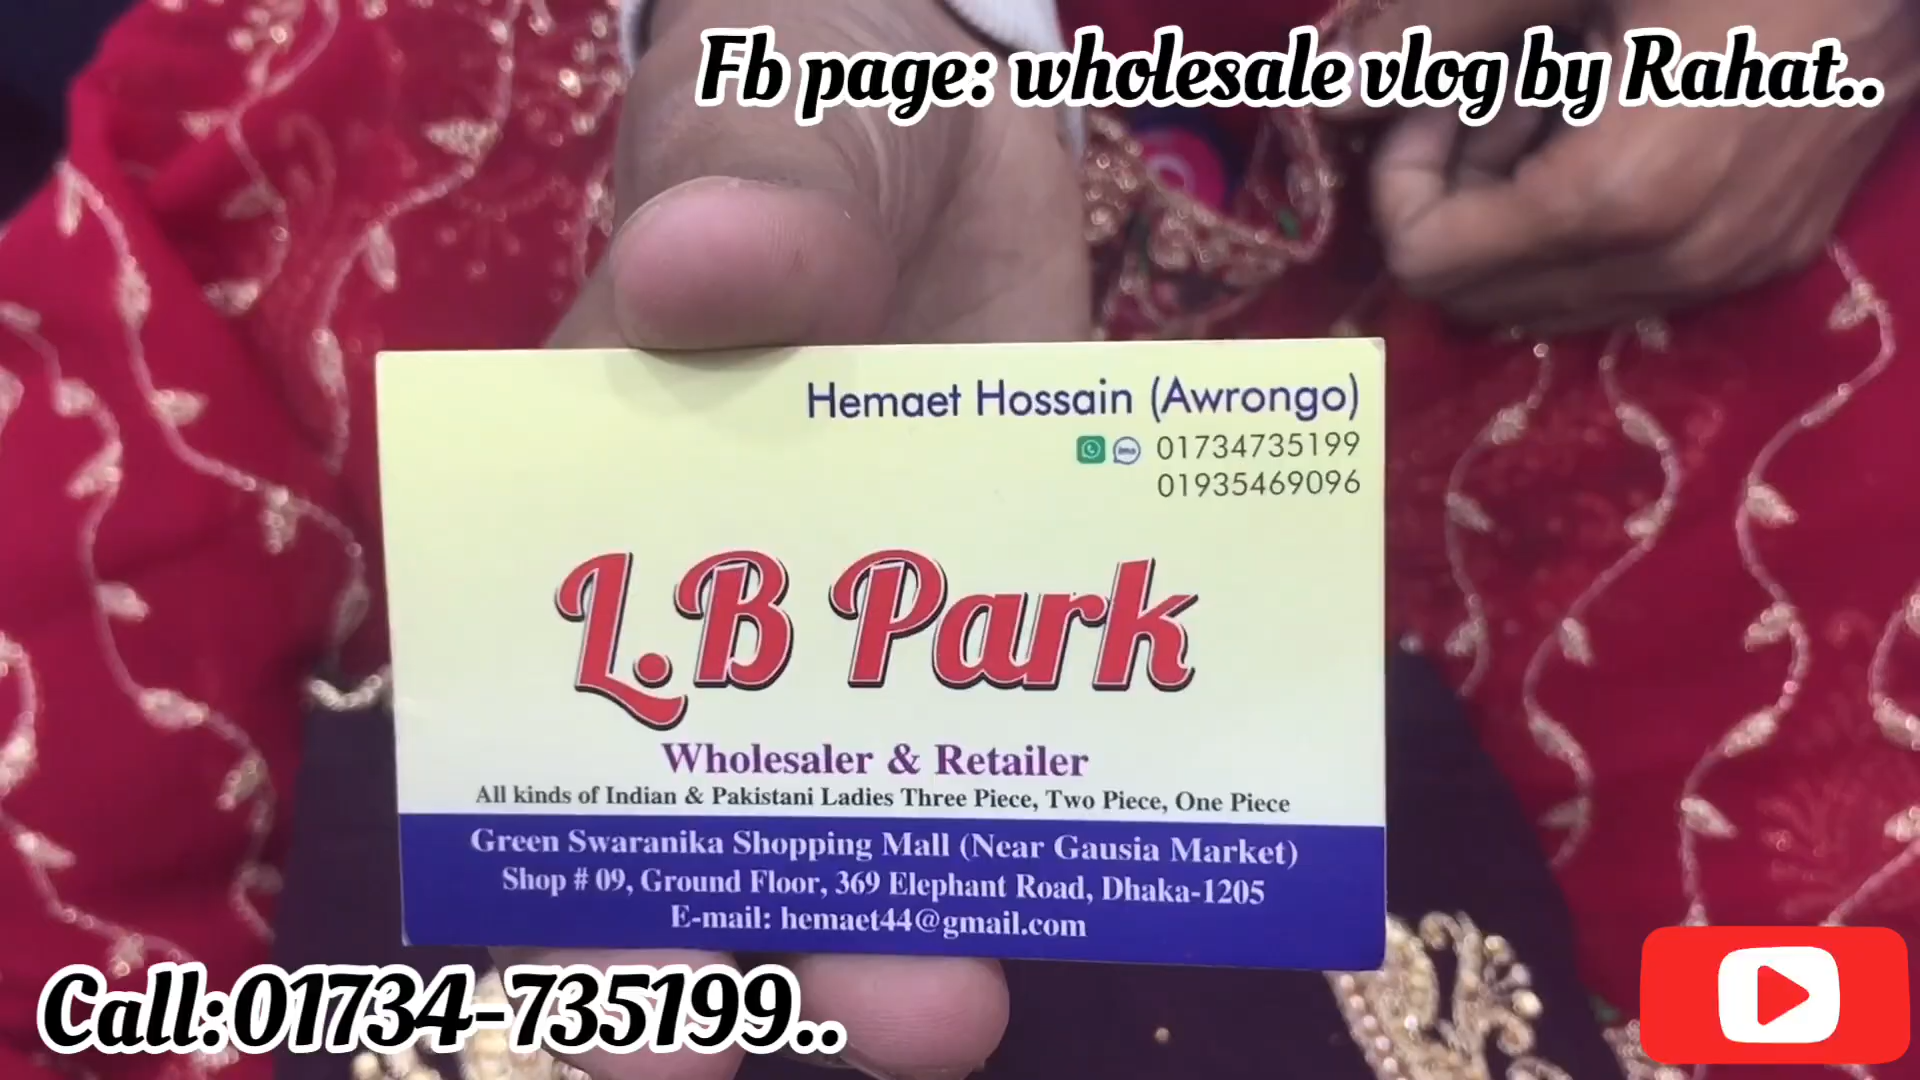 Fb page: wholesale vlog by Rahat..
Hemaet Hossain (Awrongo)
01734735199
01935469096
L.B Park
Wholesaler & Retailer
All kinds of Indian & Pakistani Ladies Three Piece, Two Piece, One Piece
Green Swaranika Shopping Mall (Near Gausia Market)
Shop # 09, Ground Floor, 369 Elephant Road, Dhaka-1205
E-mail: hemaet44@gmail.com
Call:01734-735199..